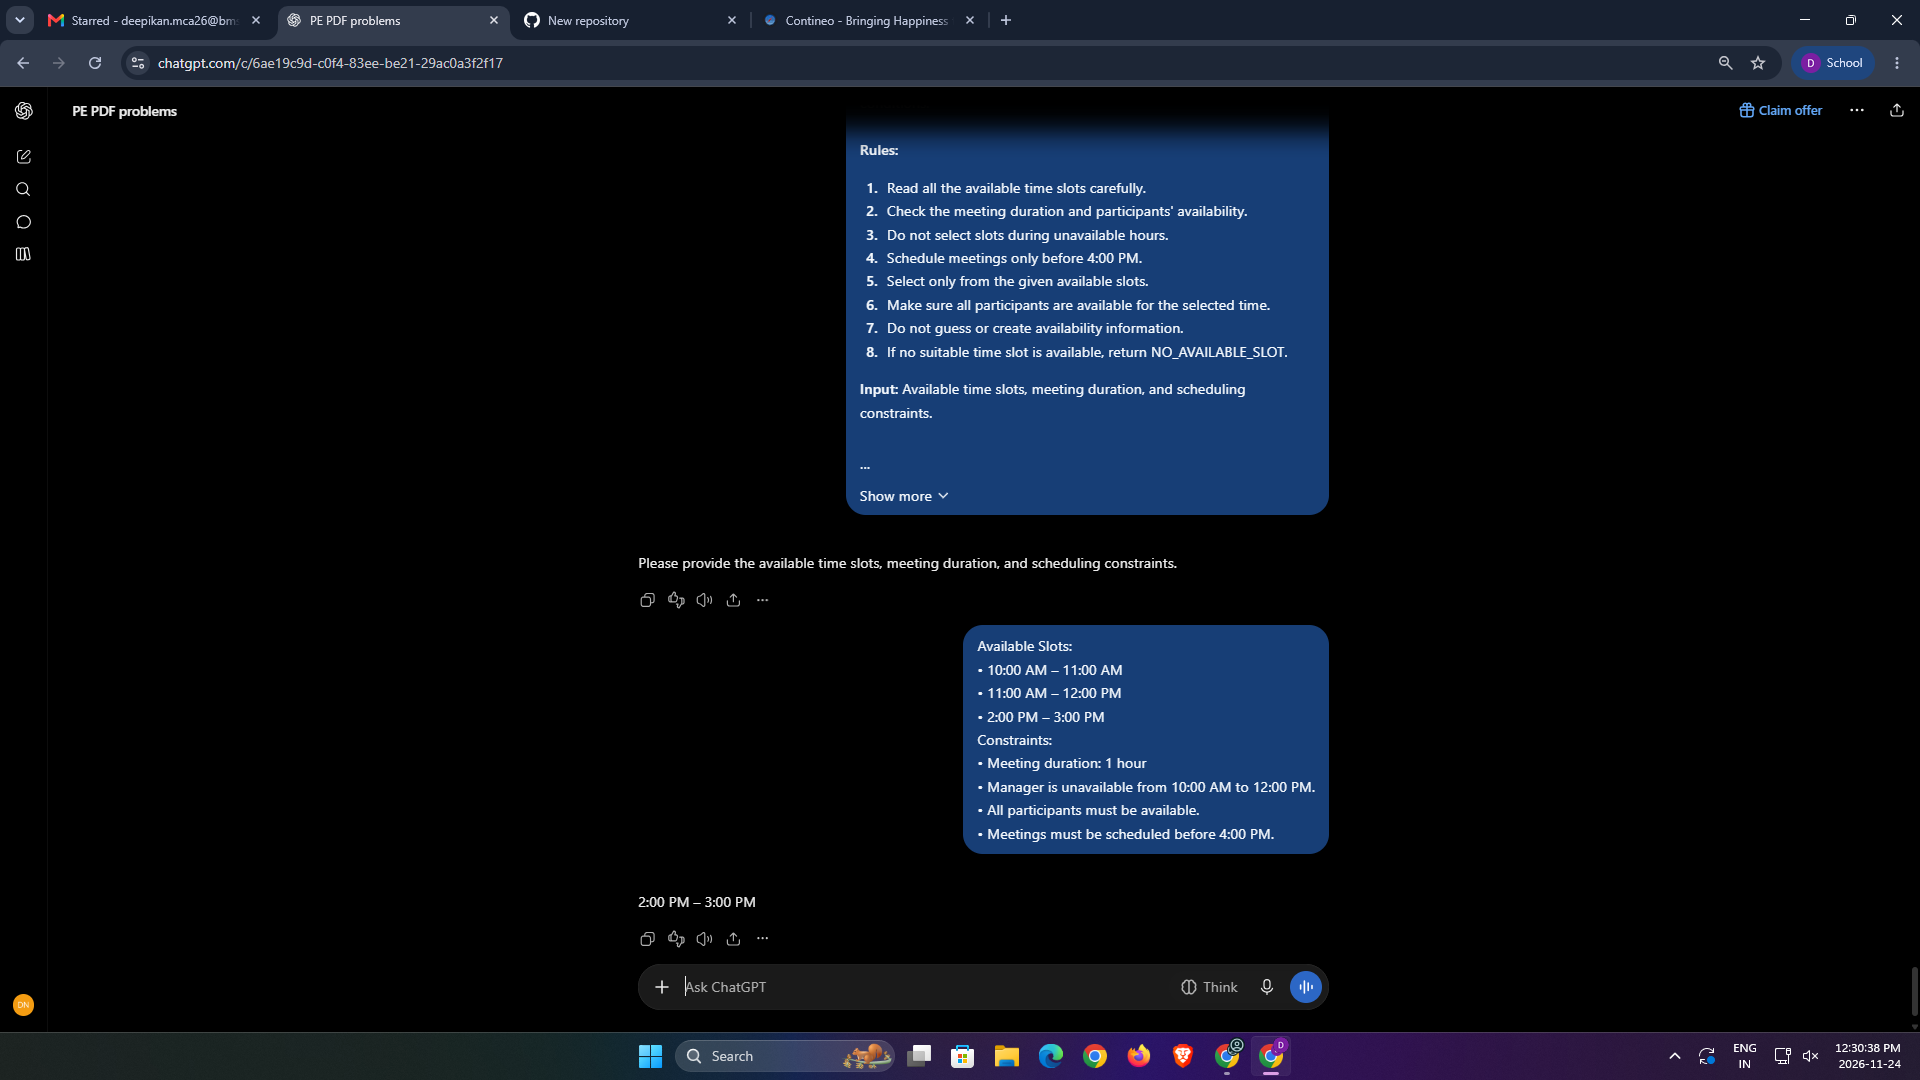 Starred - deepikan.mca26@bm
PE PDF problems
New repository
Contineo - Bringing Happiness
chatgpt.com/c/6ae19c9d-c0f4-83ee-be21-29ac0a3f2f17
D School
PE PDF problems
Claim offer
Rules:
1. Read all the available time slots carefully.
2. Check the meeting duration and participants' availability.
3. Do not select slots during unavailable hours.
4. Schedule meetings only before 4:00 PM.
5. Select only from the given available slots.
6. Make sure all participants are available for the selected time.
7. Do not guess or create availability information.
8. If no suitable time slot is available, return NO_AVAILABLE_SLOT.
Input: Available time slots, meeting duration, and scheduling
constraints.
...
Show more
Please provide the available time slots, meeting duration, and scheduling constraints.
Available Slots:
• 10:00 AM – 11:00 AM
• 11:00 AM – 12:00 PM
• 2:00 PM – 3:00 PM
Constraints:
• Meeting duration: 1 hour
• Manager is unavailable from 10:00 AM to 12:00 PM.
• All participants must be available.
• Meetings must be scheduled before 4:00 PM.
2:00 PM – 3:00 PM
Ask ChatGPT
Think
DN
Search
D
ENG
IN
12:30:38 PM
2026-11-24